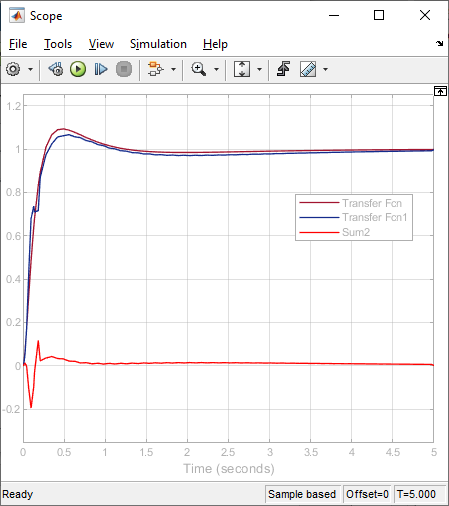 Scope
File Tools View Simulation Help
1.2
1
0.8
0.6
0.4
0.2
0
-0.2
Transfer Fcn
Transfer Fcn1
Sum2
0 0.5 1 1.5 2 2.5 3 3.5 4 4.5 5
Time (seconds)
Ready Sample based Offset=0 T=5.000